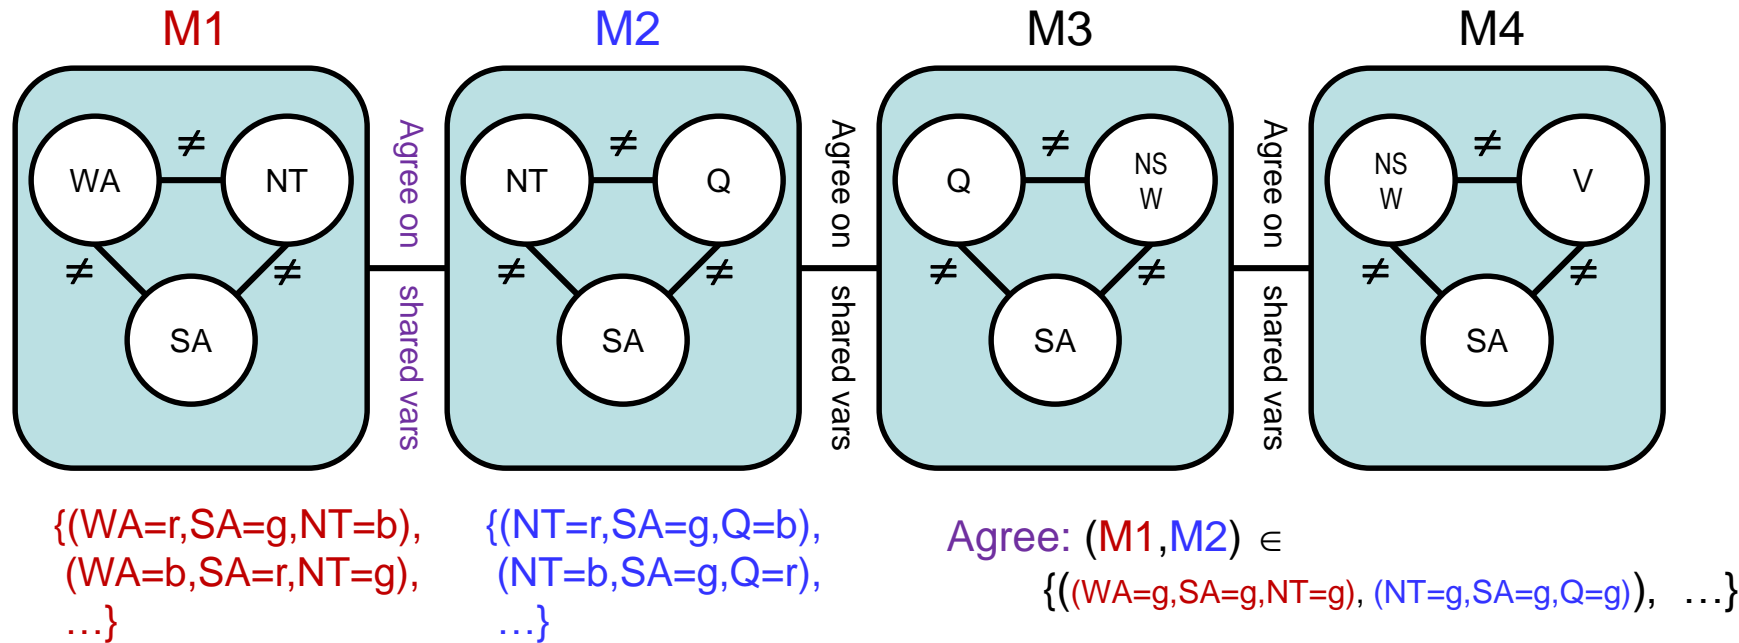 M1
M2
M3
M4
WA
≠
NT
≠
≠
SA
Agree on
shared vars
NT
≠
Q
≠
≠
SA
Agree on
shared vars
Q
≠
NS
W
≠
≠
SA
Agree on
shared vars
NS
W
≠
V
≠
≠
SA
{(WA=r,SA=g,NT=b),
(WA=b,SA=r,NT=g),
…}
{(NT=r,SA=g,Q=b),
(NT=b,SA=g,Q=r),
…}
Agree: (M1,M2) ∈
{((WA=g,SA=g,NT=g), (NT=g,SA=g,Q=g)), …}